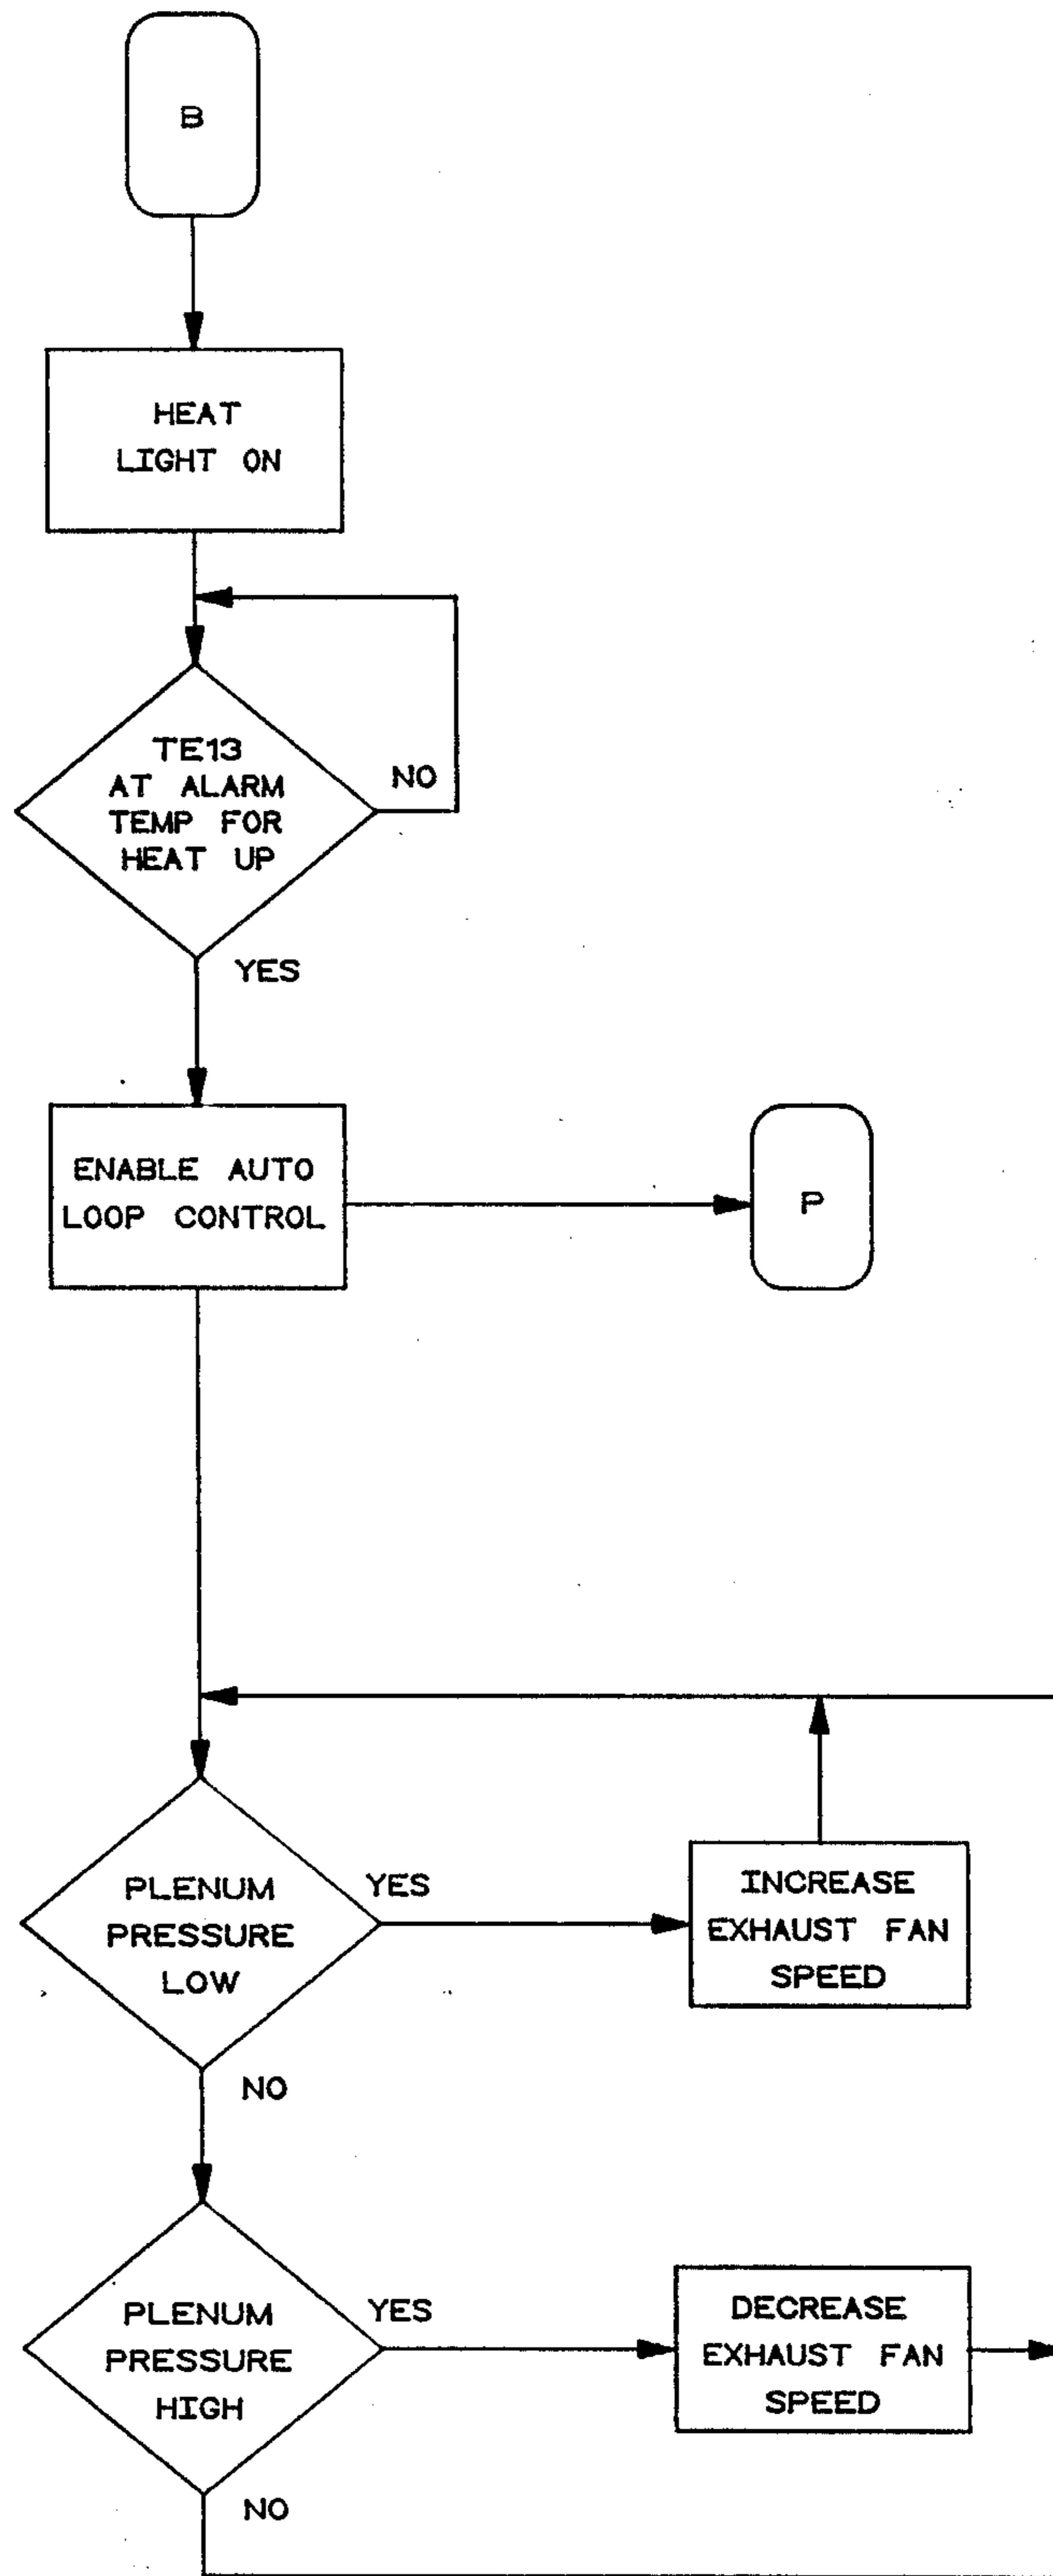 B
HEAT
LIGHT ON
TE13
AT ALARM
TEMP FOR
HEAT UP
NO
YES
ENABLE AUTO
LOOP CONTROL
P
PLENUM
PRESSURE
LOW
YES
INCREASE
EXHAUST FAN
SPEED
NO
PLENUM
PRESSURE
HIGH
YES
DECREASE
EXHAUST FAN
SPEED
NO